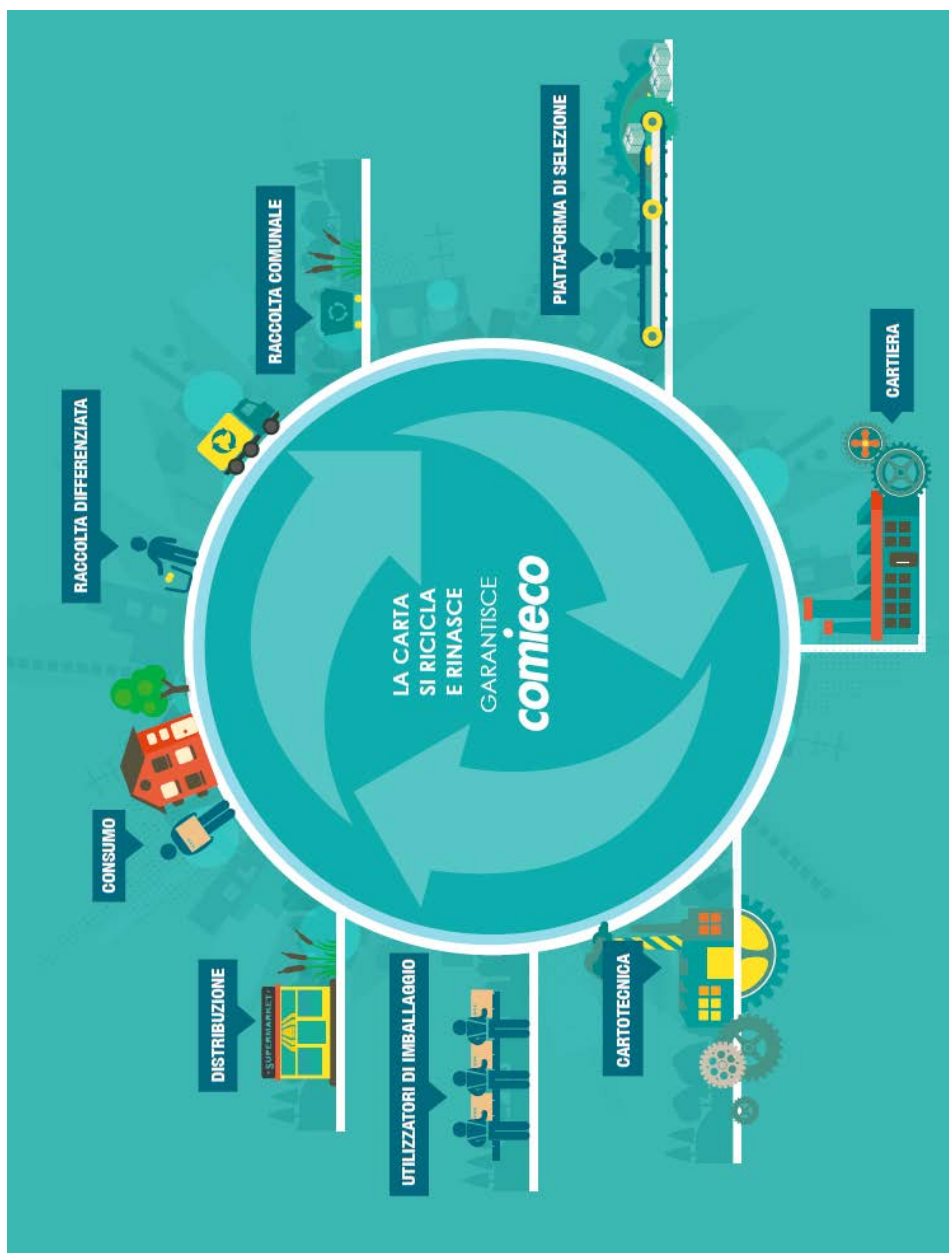 RACCOLTA DIFFERENZIATA
CONSUMO
RACCOLTA COMUNALE
DISTRIBUZIONE
·SUPERMARKET·
LA CARTA
SI RICICLA
E RINASCE
GARANTISCE
comieco
UTILIZZATORI DI IMBALLAGGIO
PIATTAFORMA DI SELEZIONE
CARTOTECNICA
CARTIERA